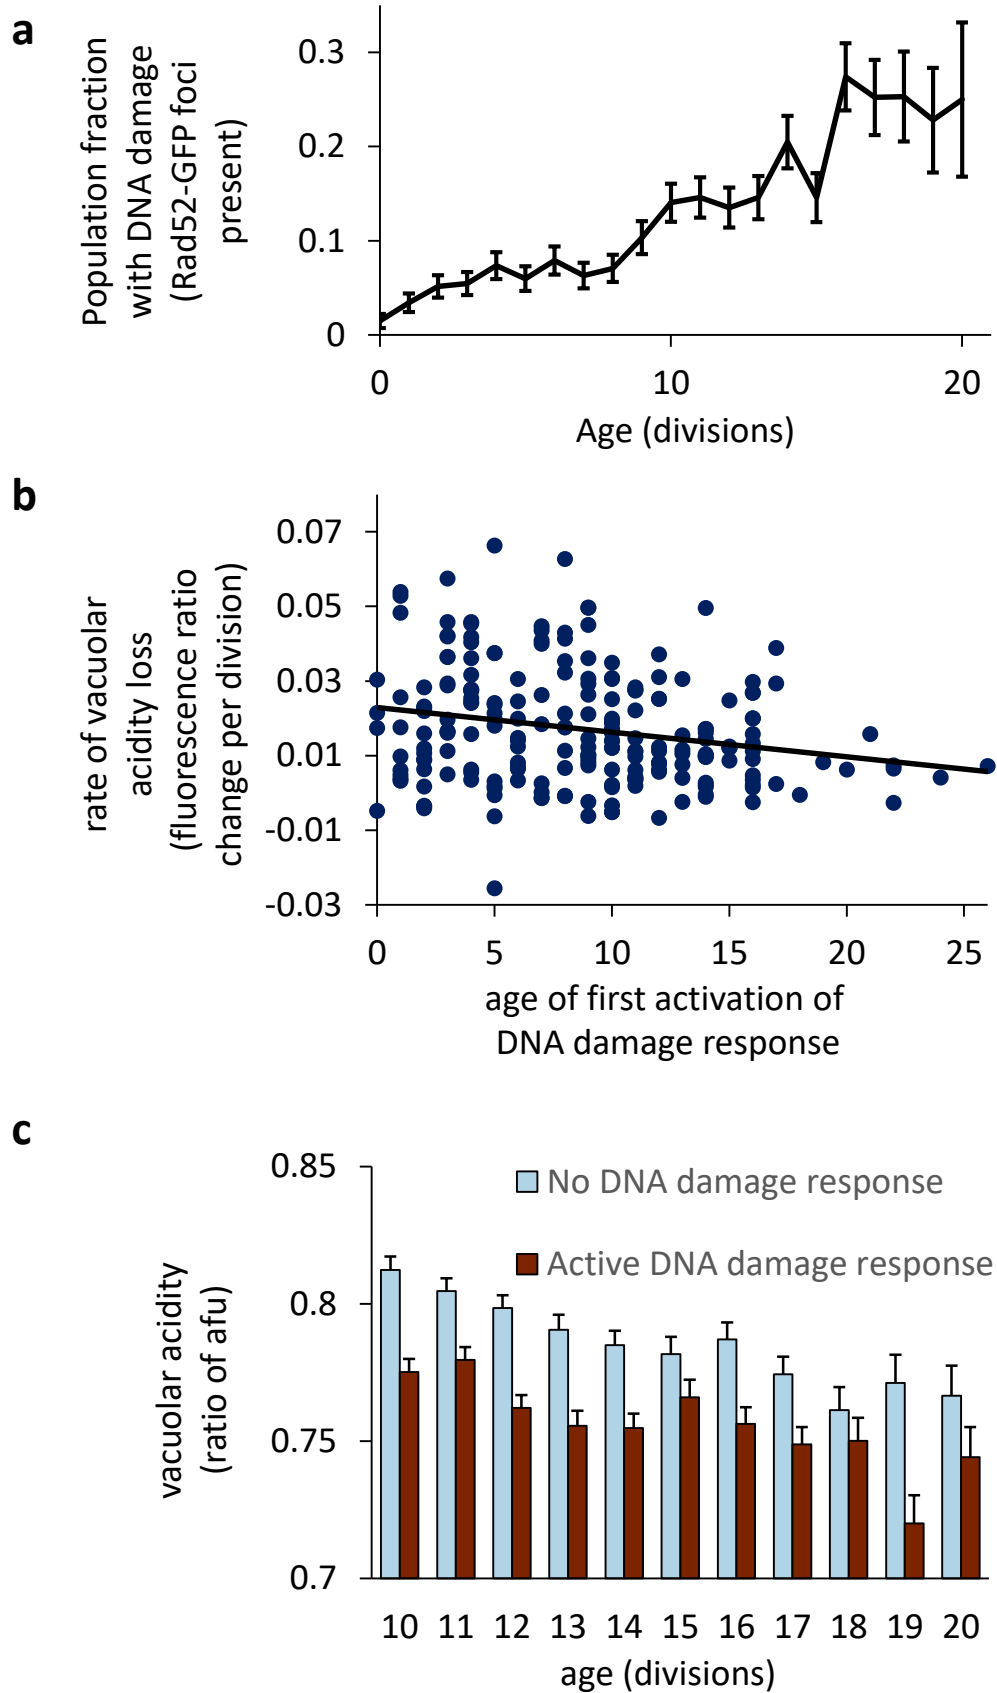 a
Population fraction
with DNA damage
(Rad52-GFP foci
present)
0.3
0.2
0.1
0
0 10 20
Age (divisions)
b
rate of vacuolar
acidity loss
(fluorescence ratio
change per division)
0.07
0.05
0.03
0.01
-0.01
-0.03
0 5 10 15 20 25
age of first activation of
DNA damage response
c
vacuolar acidity
(ratio of afu)
0.85
0.8
0.75
0.7
No DNA damage response
Active DNA damage response
10 11 12 13 14 15 16 17 18 19 20
age (divisions)